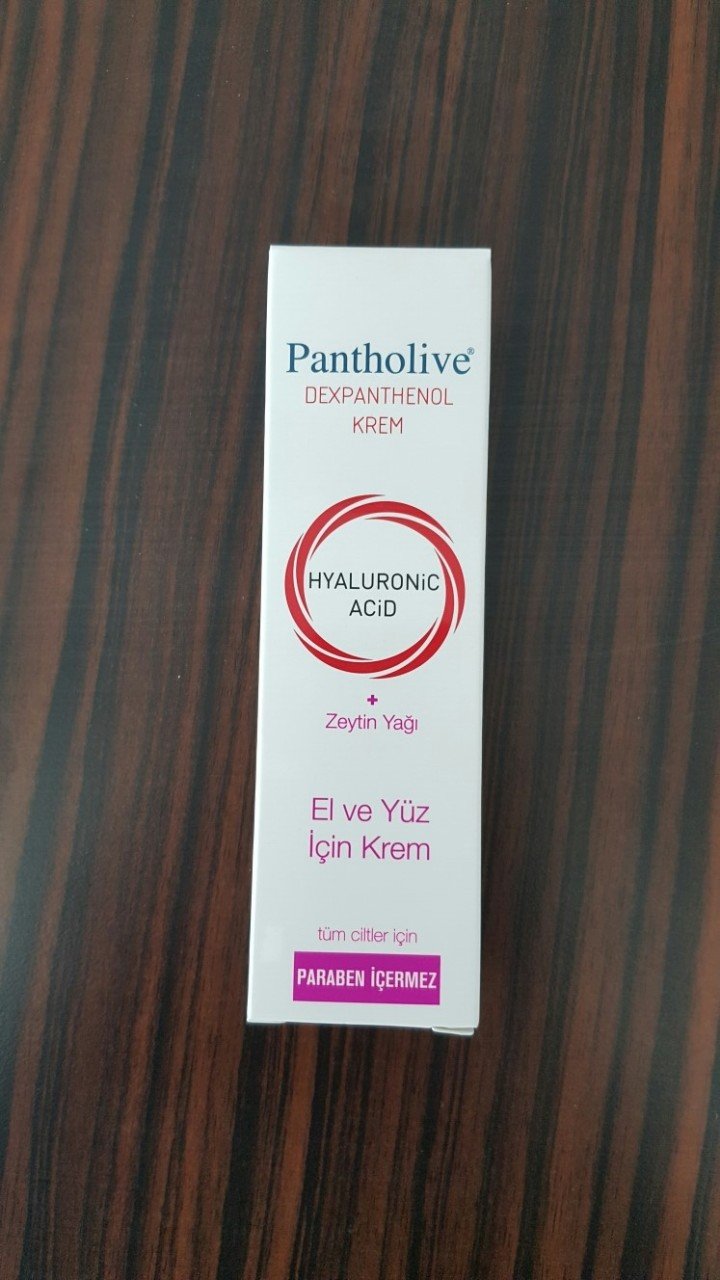 Pantholive®
DEXPANTHENOL
KREM
HYALURONiC
ACiD
+
Zeytin Yağı
El ve Yüz
İçin Krem
tüm ciltler için
PARABEN İÇERMEZ